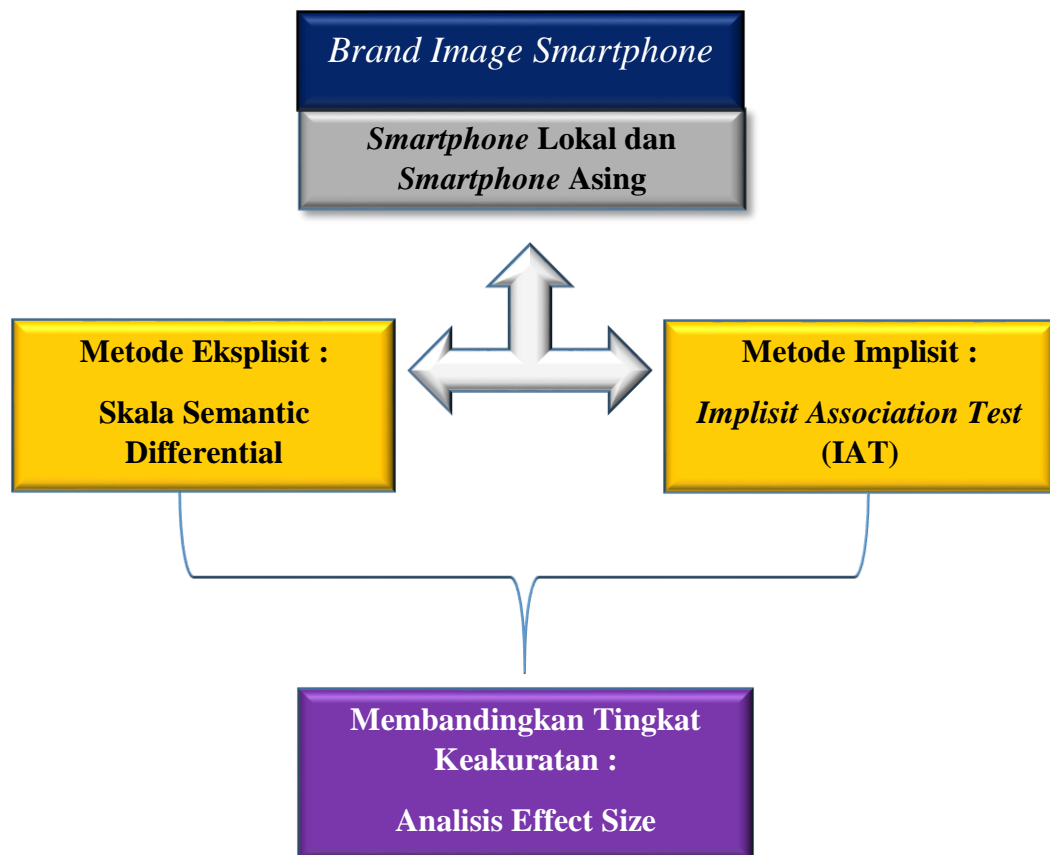 Brand Image Smartphone
Smartphone Lokal dan
Smartphone Asing
Metode Eksplisit :
Skala Semantic
Differential
Metode Implisit :
Implisit Association Test
(IAT)
Membandingkan Tingkat
Keakuratan :
Analisis Effect Size